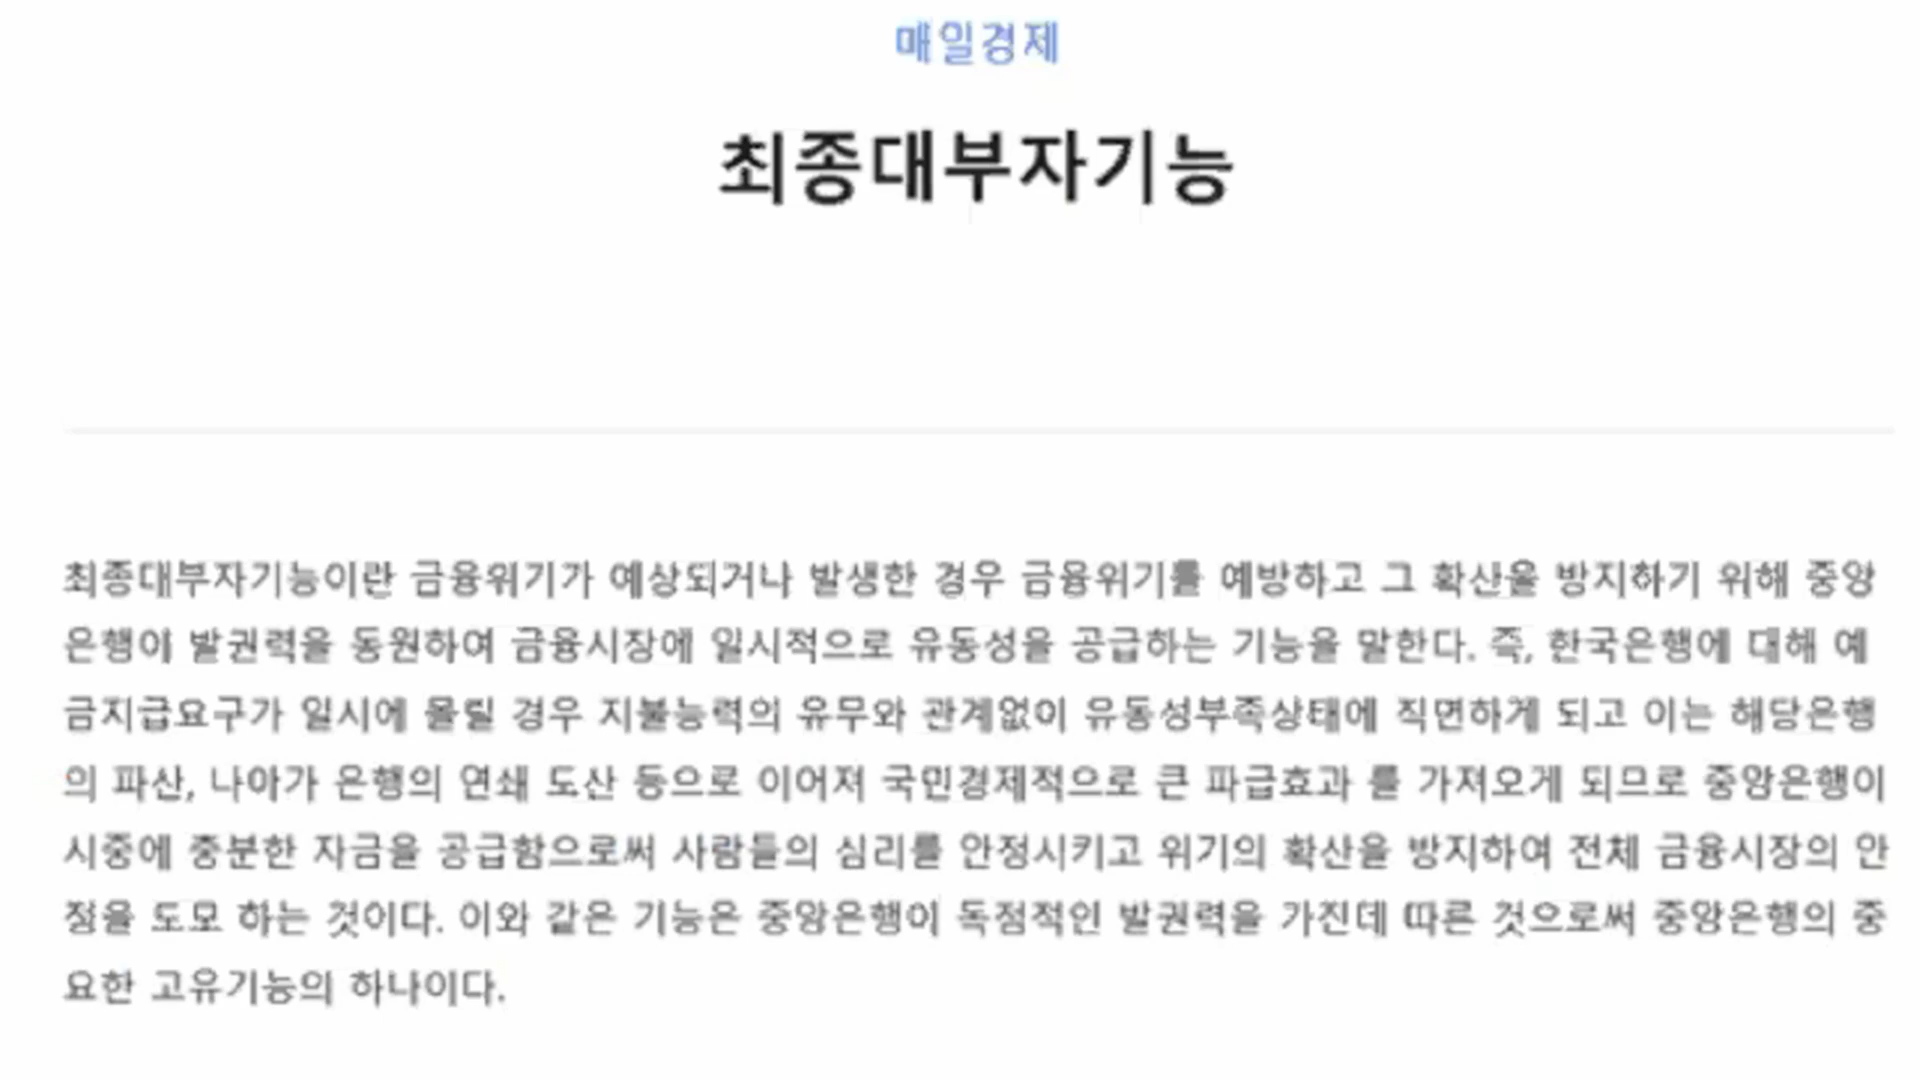 매일경제
최종대부자기능
최종대부자기능이란 금융위기가 예상되거나 발생한 경우 금융위기를 예방하고 그 확산을 방지하기 위해 중앙
은행이 발권력을 동원하여 금융시장에 일시적으로 유동성을 공급하는 기능을 말한다. 즉, 한국은행에 대해 예
금지급요구가 일시에 몰릴 경우 지불능력의 유무와 관계없이 유동성부족상태에 직면하게 되고 이는 해당은행
의 파산, 나아가 은행의 연쇄 도산 등으로 이어져 국민경제적으로 큰 파급효과 를 가져오게 되므로 중앙은행이
시중에 충분한 자금을 공급함으로써 사람들의 심리를 안정시키고 위기의 확산을 방지하여 전체 금융시장의 안
정을 도모 하는 것이다. 이와 같은 기능은 중앙은행이 독점적인 발권력을 가진데 따른 것으로써 중앙은행의 중
요한 고유기능의 하나이다.